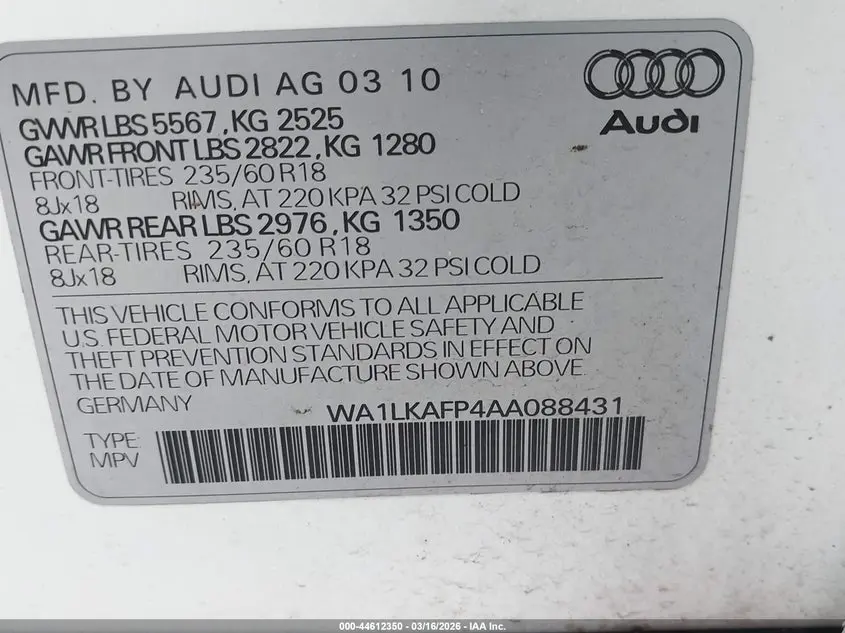 MFD. BY AUDI AG 03 10
GVWR LBS 5567, KG 2525
GAWR FRONT LBS 2822, KG 1280
FRONT-TIRES 235/60 R18
8Jx18 RIMS, AT 220 KPA 32 PSI COLD
GAWR REAR LBS 2976, KG 1350
REAR-TIRES 235/60 R18
8Jx18 RIMS, AT 220 KPA 32 PSI COLD
Audi
THIS VEHICLE CONFORMS TO ALL APPLICABLE
U.S. FEDERAL MOTOR VEHICLE SAFETY AND
THEFT PREVENTION STANDARDS IN EFFECT ON
THE DATE OF MANUFACTURE SHOWN ABOVE.
GERMANY
WA1LKAFP4AA088431
TYPE:
MPV
000-44612350 - 03/16/2026 - IAA Inc.